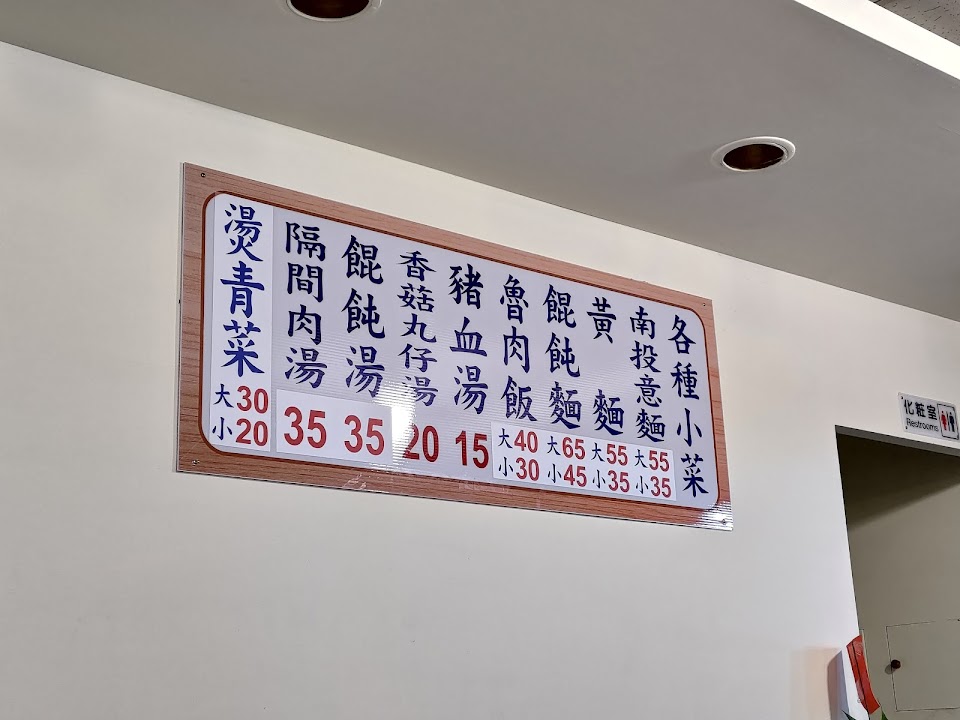 各種小菜
南投意麵
大55
小35
黃麵
大55
小35
餛飩麵
大65
小45
魯肉飯
大40
小30
豬血湯
15
香菇丸仔湯
20
餛飩湯
35
隔間肉湯
35
燙青菜
大30
小20
化粧室
Restrooms